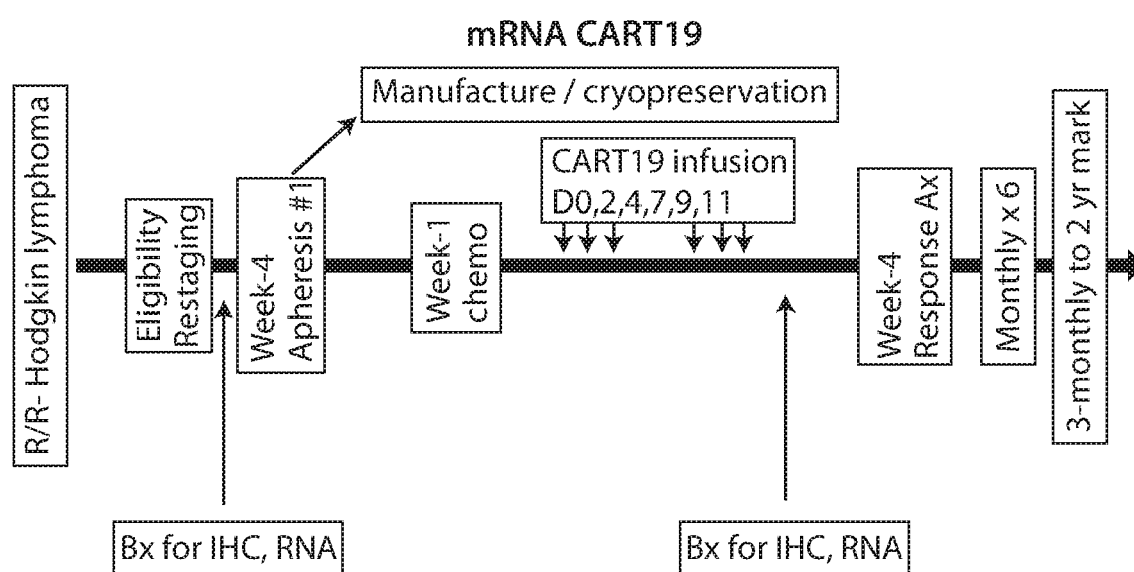 mRNA CART19
R/R- Hodgkin lymphoma
Eligibility
Restaging
Week-4
Apheresis #1
Manufacture / cryopreservation
Week-1
chemo
CART19 infusion
D0,2,4,7,9,11
Week-4
Response Ax
Monthly x 6
3-monthly to 2 yr mark
Bx for IHC, RNA
Bx for IHC, RNA